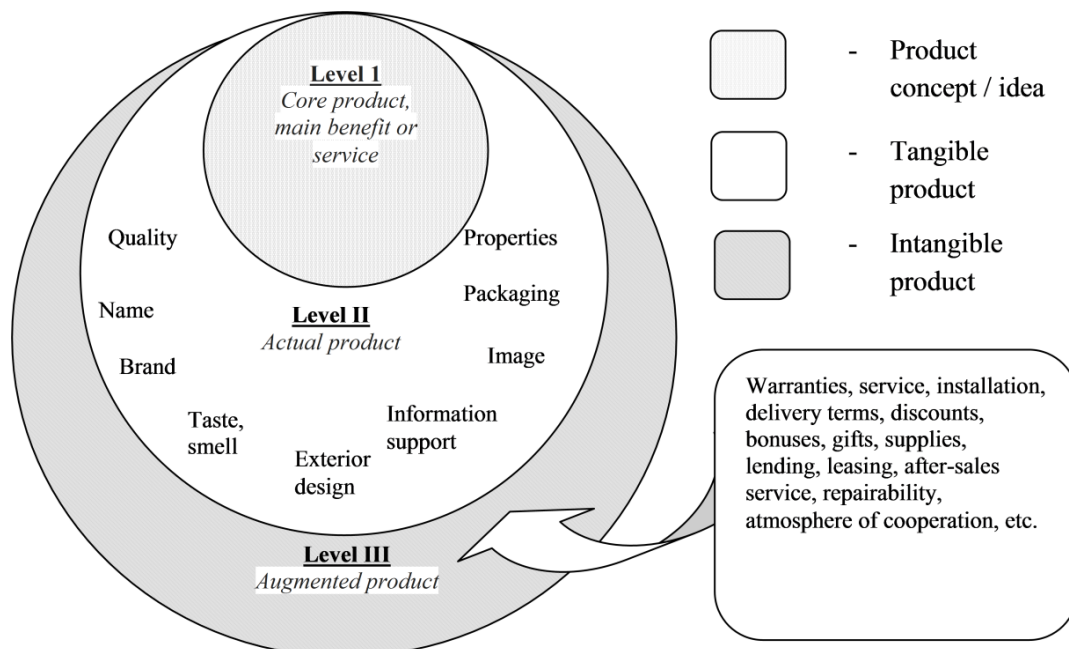 Level 1
Core product,
main benefit or
service
Quality
Name
Brand
Taste,
smell
Exterior
design
Information
support
Image
Packaging
Properties
Level II
Actual product
Level III
Augmented product
- Product
concept / idea
- Tangible
product
- Intangible
product
Warranties, service, installation,
delivery terms, discounts,
bonuses, gifts, supplies,
lending, leasing, after-sales
service, repairability,
atmosphere of cooperation, etc.